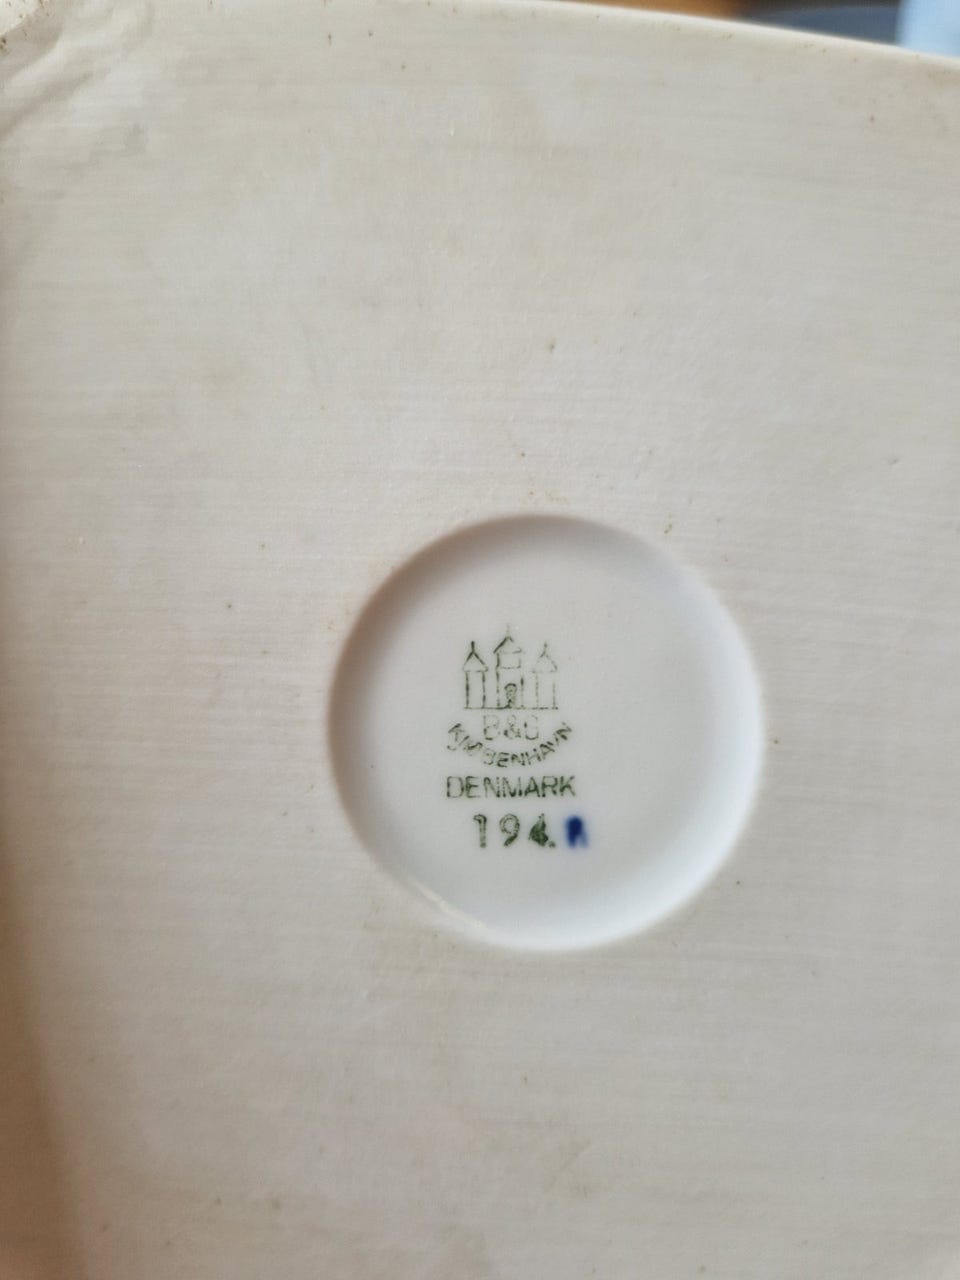 B&G
KJØBENHAVN
DENMARK
194.